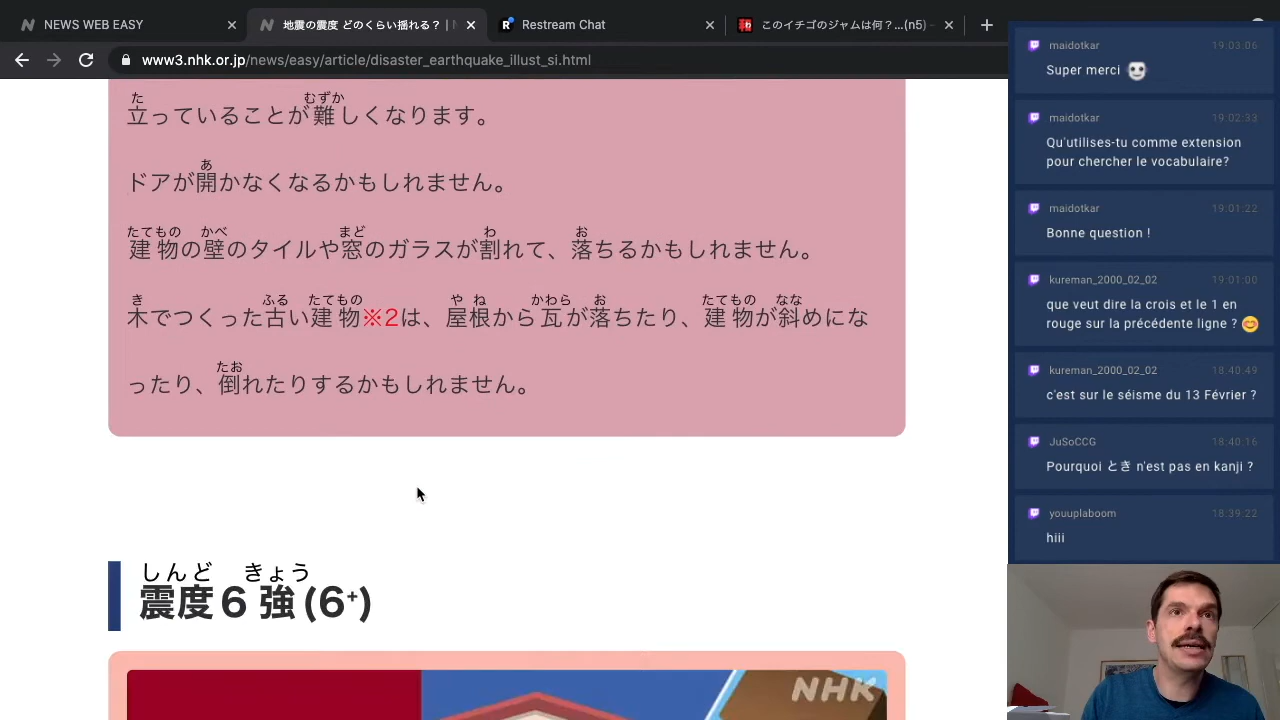 NEWS WEB EASY
地震の震度 どのくらい揺れる？ | N
Restream Chat
このイチゴのジャムは何？...(n5) -
www3.nhk.or.jp/news/easy/article/disaster_earthquake_illust_si.html
た むずか
立っていることが難しくなります。
あ
ドアが開かなくなるかもしれません。
たてもの かべ まど わ お
建物の壁のタイルや窓のガラスが割れて、落ちるかもしれません。
き ふる たてもの や ね かわら お たてもの なな
木でつくった古い建物※2は、屋根から瓦が落ちたり、建物が斜めにな
たお
ったり、倒れたりするかもしれません。
しんど きょう
震度6強(6+)
NHK
maidotkar 19:03:06
Super merci
maidotkar 19:02:33
Qu'utilises-tu comme extension
pour chercher le vocabulaire?
maidotkar 19:01:22
Bonne question !
kureman_2000_02_02 19:01:00
que veut dire la crois et le 1 en
rouge sur la précédente ligne ?
kureman_2000_02_02 18:40:49
c'est sur le séisme du 13 Février ?
JuSoCCG 18:40:16
Pourquoi とき n'est pas en kanji ?
youuplaboom 18:39:22
hiii